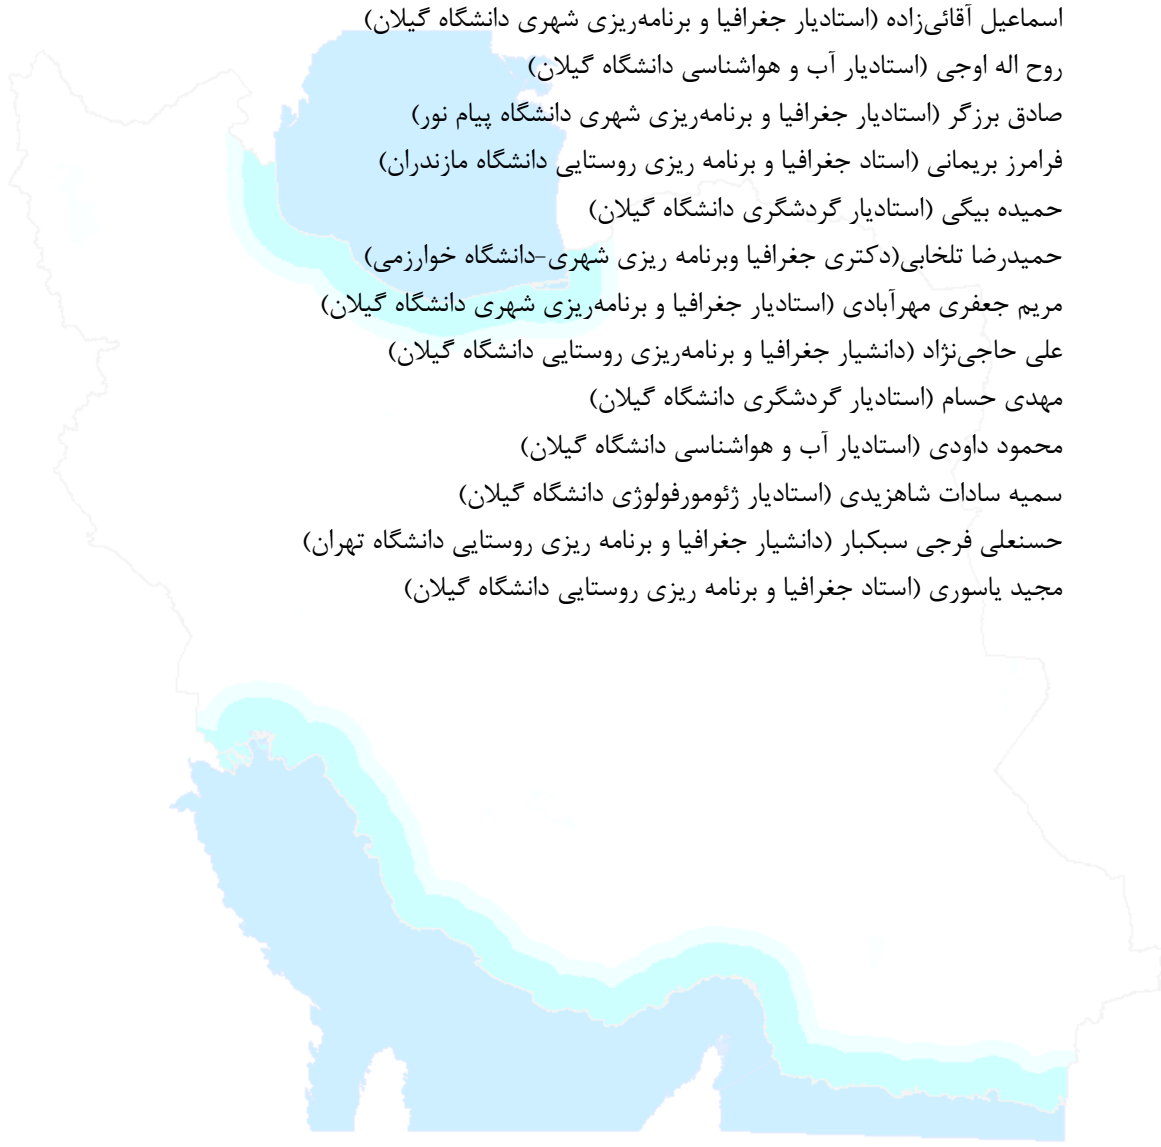 اسماعیل آقائی‌زاده (استادیار جغرافیا و برنامه‌ریزی شهری دانشگاه گیلان)
روح اله اوجی (استادیار آب و هواشناسی دانشگاه گیلان)
صادق برزگر (استادیار جغرافیا و برنامه‌ریزی شهری دانشگاه پیام نور)
فرامرز بریمانی (استاد جغرافیا و برنامه ریزی روستایی دانشگاه مازندران)
حمیده بیگی (استادیار گردشگری دانشگاه گیلان)
حمیدرضا تلخابی(دکتری جغرافیا وبرنامه ریزی شهری-دانشگاه خوارزمی)
مریم جعفری مهرآبادی (استادیار جغرافیا و برنامه‌ریزی شهری دانشگاه گیلان)
علی حاجی‌نژاد (دانشیار جغرافیا و برنامه‌ریزی روستایی دانشگاه گیلان)
مهدی حسام (استادیار گردشگری دانشگاه گیلان)
محمود داودی (استادیار آب و هواشناسی دانشگاه گیلان)
سمیه سادات شاهزیدی (استادیار ژئومورفولوژی دانشگاه گیلان)
حسنعلی فرجی سبکبار (دانشیار جغرافیا و برنامه ریزی روستایی دانشگاه تهران)
مجید یاسوری (استاد جغرافیا و برنامه ریزی روستایی دانشگاه گیلان)